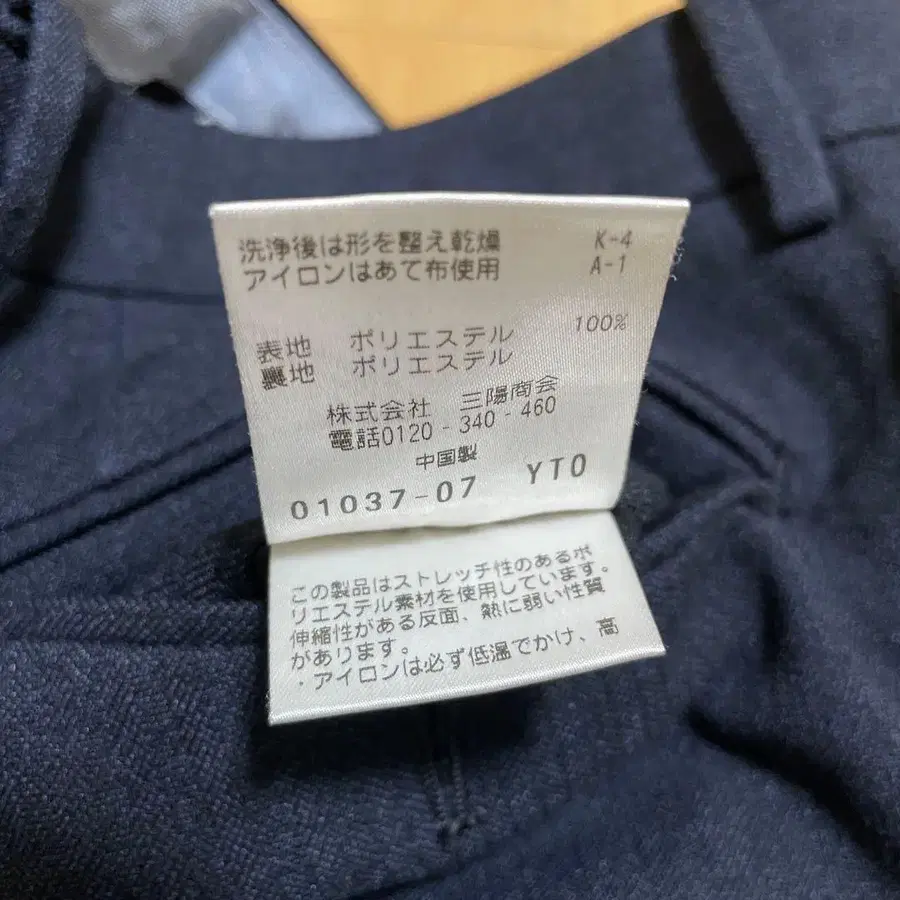 洗浄後は形を整え乾燥 K-4
アイロンはあて布使用 A-1
表地 ポリエステル 100%
裏地 ポリエステル
株式会社 三陽商会
電話0120-340-460
中国製
01037-07 YTO
この製品はストレッチ性のあるポ
リエステル素材を使用しています。
伸縮性がある反面、熱に弱い性質
があります。
・アイロンは必ず低温でかけ、高